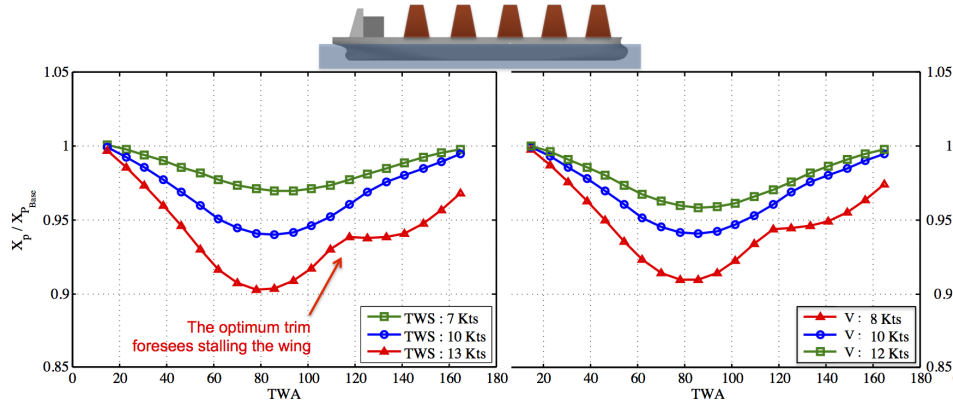 1.05
1
0.95
0.9
0.85
X_P / X_P_Base
0 20 40 60 80 100 120 140 160 180
TWA
The optimum trim
foresees stalling the wing
TWS : 7 Kts
TWS : 10 Kts
TWS : 13 Kts
1.05
1
0.95
0.9
0.85
20 40 60 80 100 120 140 160 180
TWA
V : 8 Kts
V : 10 Kts
V : 12 Kts